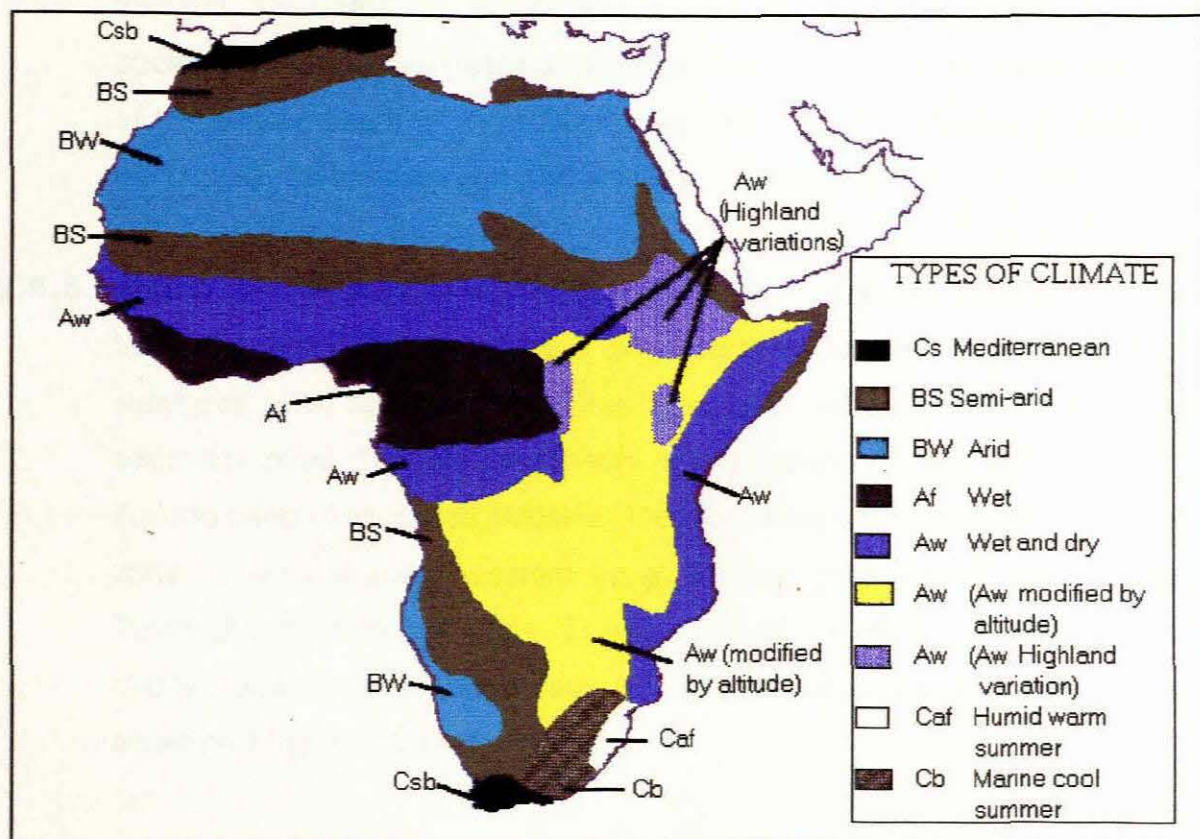 Csb
BS
BW
BS
Aw
Af
Aw
BS
BW
Csb
Aw
(Highland
variations)
Aw
Aw (modified
by altitude)
Caf
Cb
TYPES OF CLIMATE
Cs Mediterranean
BS Semi-arid
BW Arid
Af Wet
Aw Wet and dry
Aw (Aw modified by
altitude)
Aw (Aw Highland
variation)
Caf Humid warm
summer
Cb Marine cool
summer